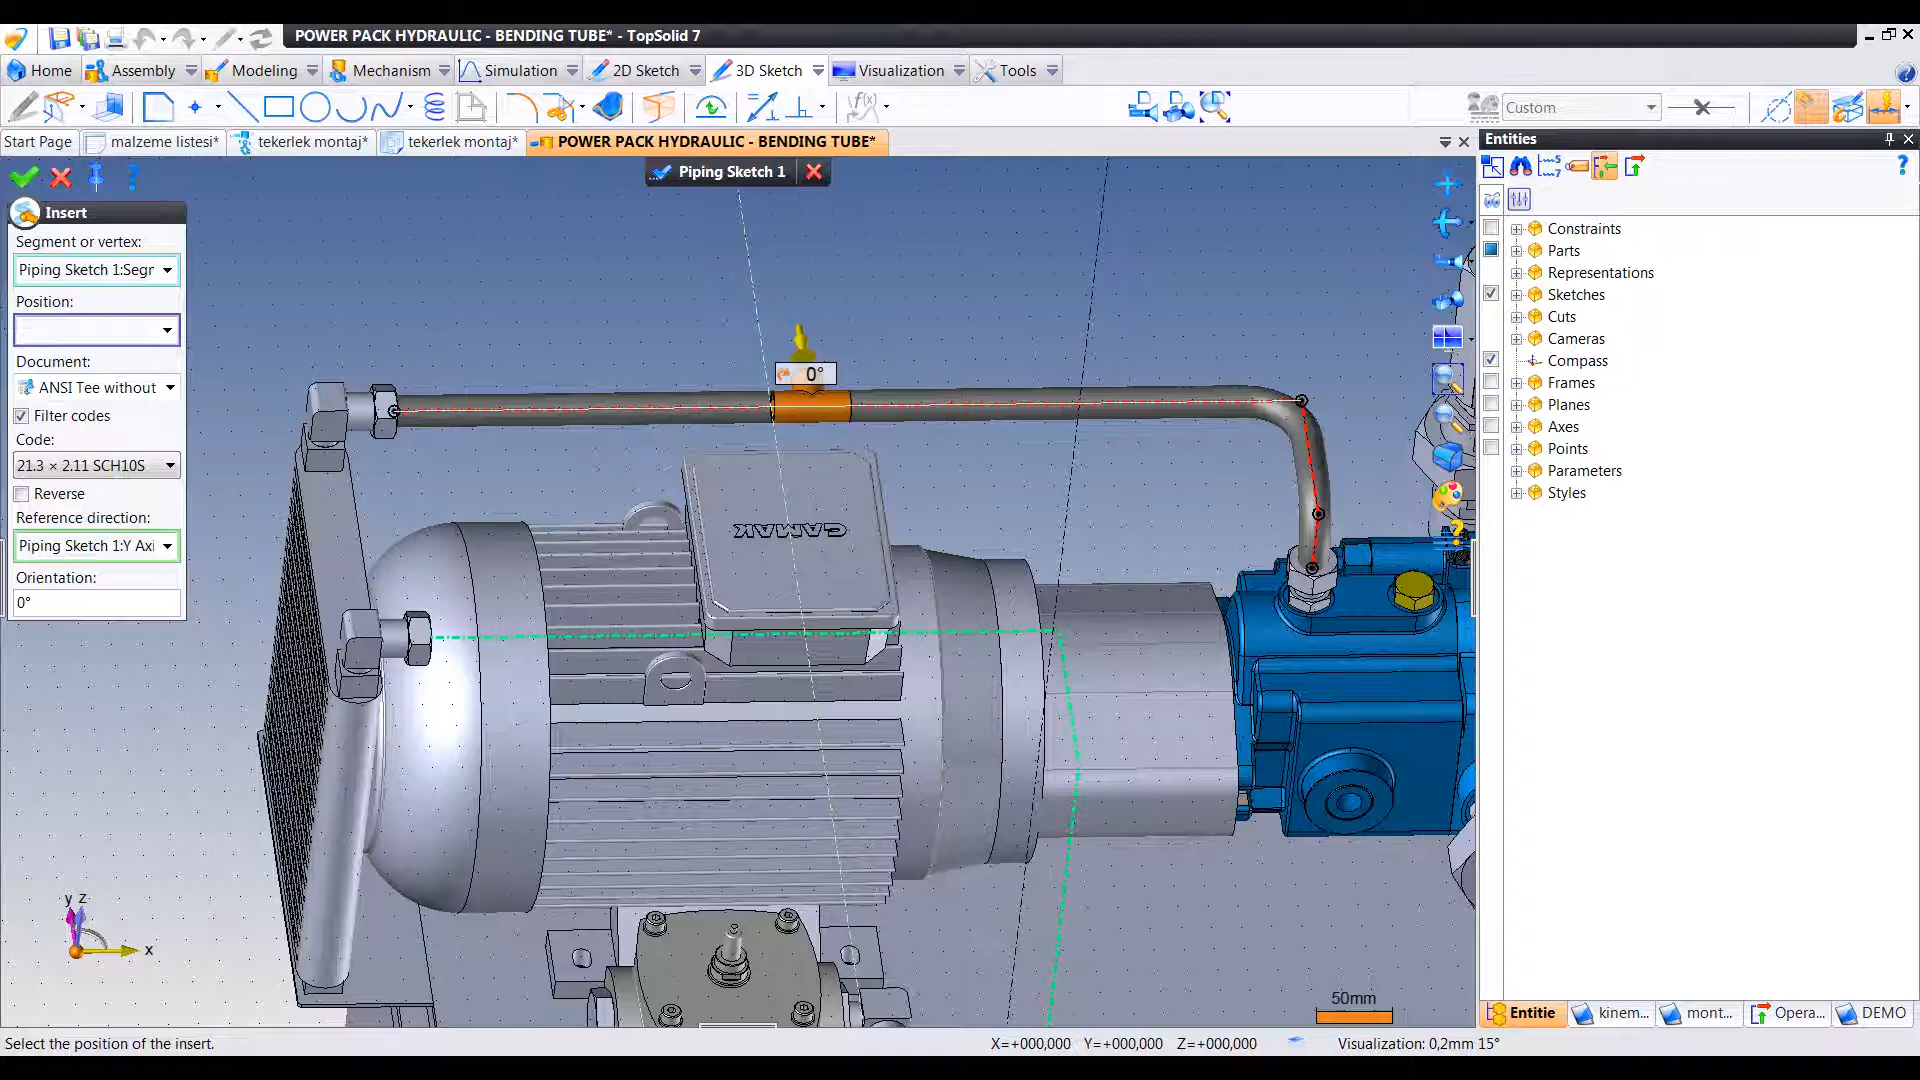 POWER PACK HYDRAULIC - BENDING TUBE* - TopSolid 7
Home Assembly Modeling Mechanism Simulation 2D Sketch 3D Sketch Visualization Tools
Custom
Start Page malzeme listesi* tekerlek montaj* tekerlek montaj* POWER PACK HYDRAULIC - BENDING TUBE*
Piping Sketch 1
Insert
Segment or vertex:
Piping Sketch 1:Segr
Position:
Document:
ANSI Tee without
Filter codes
Code:
21.3 × 2.11 SCH10S
Reverse
Reference direction:
Piping Sketch 1:Y Axi
Orientation:
0°
0°
GAMAK
y z
x
50mm
Entities
Constraints
Parts
Representations
Sketches
Cuts
Cameras
Compass
Frames
Planes
Axes
Points
Parameters
Styles
Entitie kinem... mont... Opera... DEMO
Select the position of the insert.
X=+000,000 Y=+000,000 Z=+000,000 Visualization: 0,2mm 15°